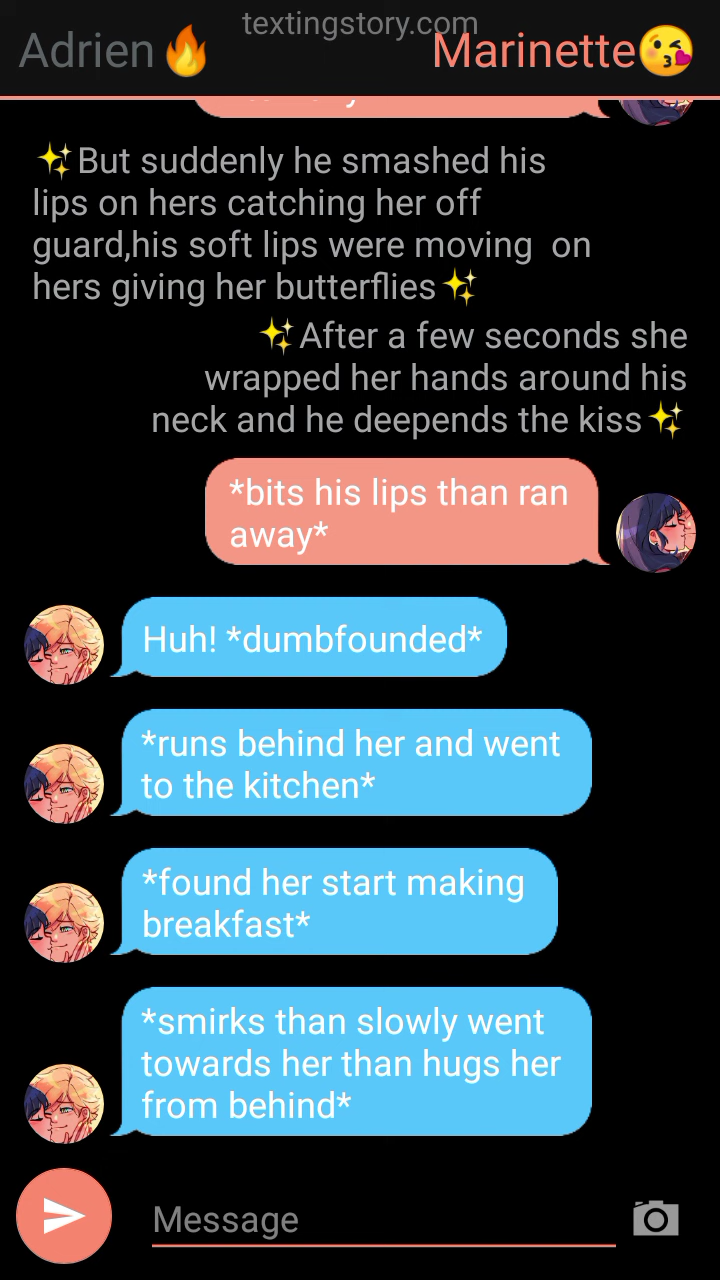 textingstory.com
Adrien🔥 Marinette😘
✨But suddenly he smashed his
lips on hers catching her off
guard,his soft lips were moving  on
hers giving her butterflies✨
✨After a few seconds she
wrapped her hands around his
neck and he deepends the kiss✨
*bits his lips than ran
away*
Huh! *dumbfounded*
*runs behind her and went
to the kitchen*
*found her start making
breakfast*
*smirks than slowly went
towards her than hugs her
from behind*
Message